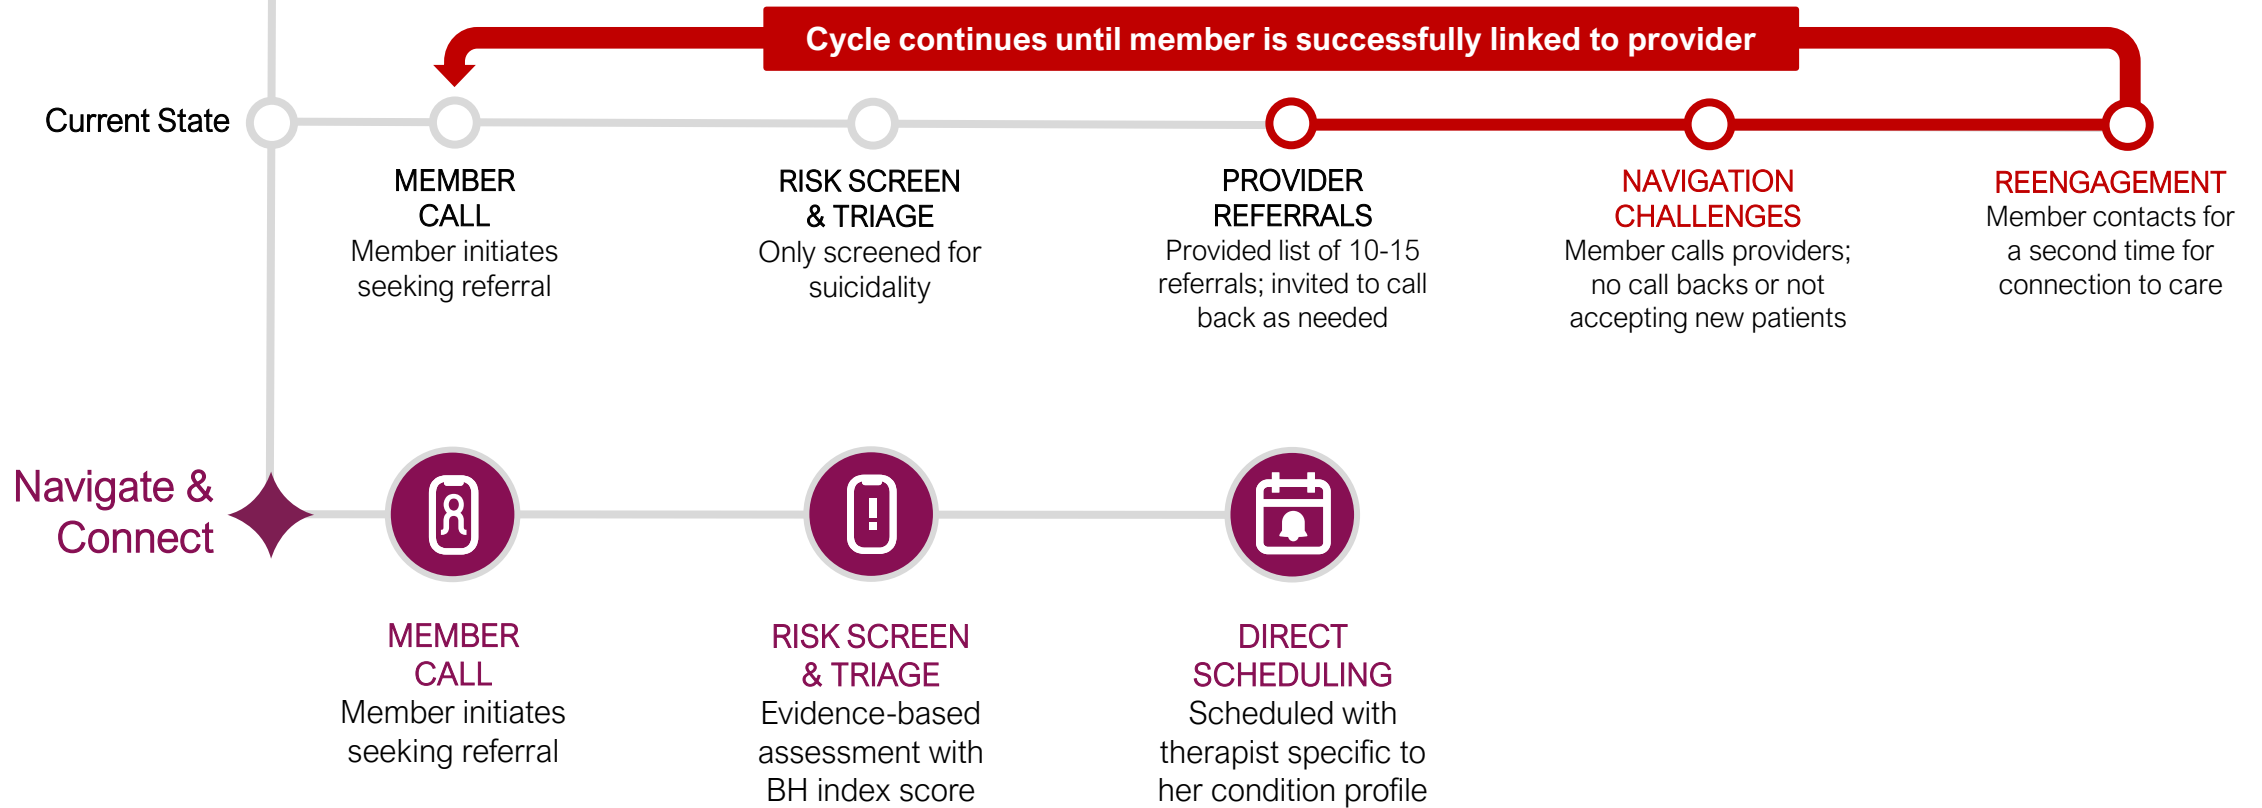 Cycle continues until member is successfully linked to provider
Current State
MEMBER
CALL
Member initiates
seeking referral
RISK SCREEN
& TRIAGE
Only screened for
suicidality
PROVIDER
REFERRALS
Provided list of 10-15
referrals; invited to call
back as needed
NAVIGATION
CHALLENGES
Member calls providers;
no call backs or not
accepting new patients
REENGAGEMENT
Member contacts for
a second time for
connection to care
Navigate &
Connect
MEMBER
CALL
Member initiates
seeking referral
RISK SCREEN
& TRIAGE
Evidence-based
assessment with
BH index score
DIRECT
SCHEDULING
Scheduled with
therapist specific to
her condition profile